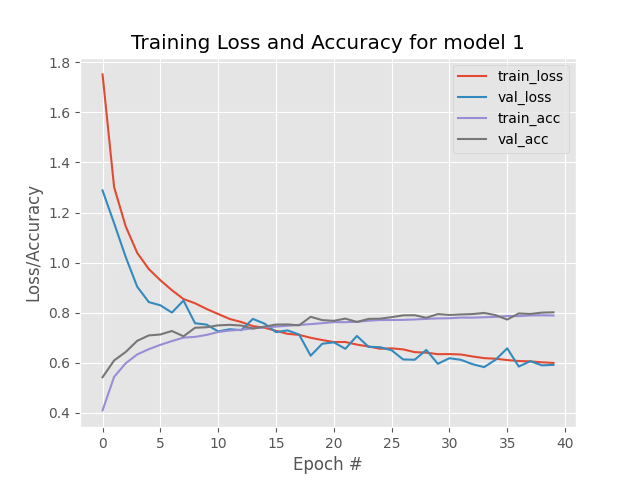 Training Loss and Accuracy for model 1
train_loss
val_loss
train_acc
val_acc
1.8
1.6
1.4
1.2
1.0
0.8
0.6
0.4
Loss/Accuracy
0 5 10 15 20 25 30 35 40
Epoch #